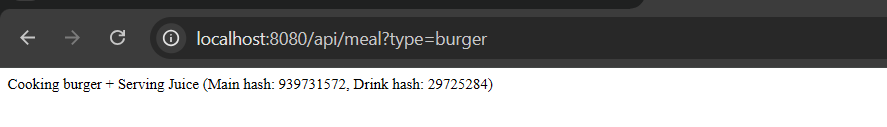 localhost:8080/api/meal?type=burger
Cooking burger + Serving Juice (Main hash: 939731572, Drink hash: 29725284)